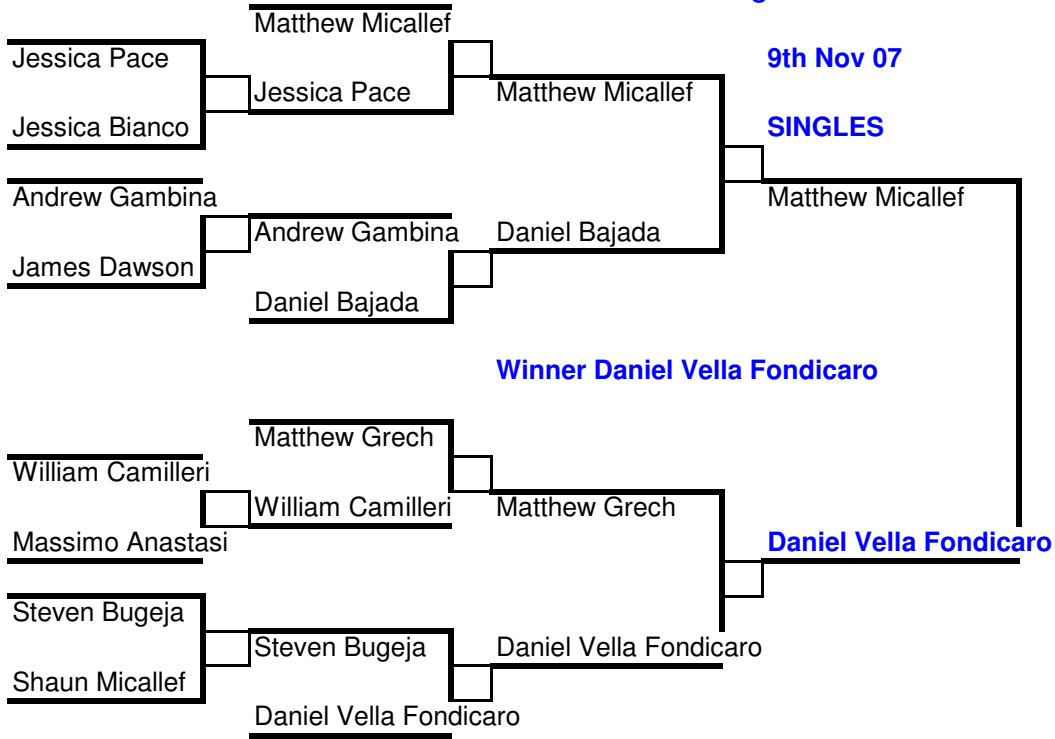 Matthew Micallef
Jessica Pace
9th Nov 07
Jessica Pace
Matthew Micallef
Jessica Bianco
SINGLES
Andrew Gambina
Matthew Micallef
Andrew Gambina
Daniel Bajada
James Dawson
Daniel Bajada
Winner Daniel Vella Fondicaro
Matthew Grech
William Camilleri
William Camilleri
Matthew Grech
Massimo Anastasi
Daniel Vella Fondicaro
Steven Bugeja
Steven Bugeja
Daniel Vella Fondicaro
Shaun Micallef
Daniel Vella Fondicaro